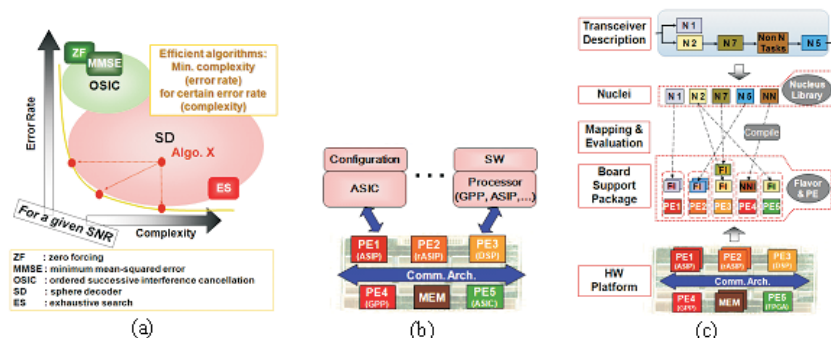 ZF
MMSE
OSIC
Efficient algorithms:
Min. complexity
(error rate)
for certain error rate
(complexity)
Error Rate
SD
Algo. X
ES
For a given SNR
Complexity
ZF : zero forcing
MMSE : minimum mean-squared error
OSIC : ordered successive interference cancellation
SD : sphere decoder
ES : exhaustive search
(a)
Configuration
ASIC
...
SW
Processor
(GPP, ASIP,...)
PE1
(ASIP)
PE2
(rASIP)
PE3
(DSP)
Comm. Arch.
PE4
(GPP)
MEM
PE5
(ASIC)
(b)
Transceiver
Description
N 1
N 2
N 7
Non N
Tasks
N 5
Nuclei
N 1
N 2
N 7
N 5
NN
Nucleus
Library
Mapping &
Evaluation
Compile
Board
Support
Package
FI
FI
FI
FI
NN
FI
PE1
PE2
PE3
PE4
PE5
Flavor
& PE
HW
Platform
PE1
(ASIP)
PE2
(rASIP)
PE3
(DSP)
Comm. Arch.
PE4
(GPP)
MEM
PE5
(FPGA)
(c)